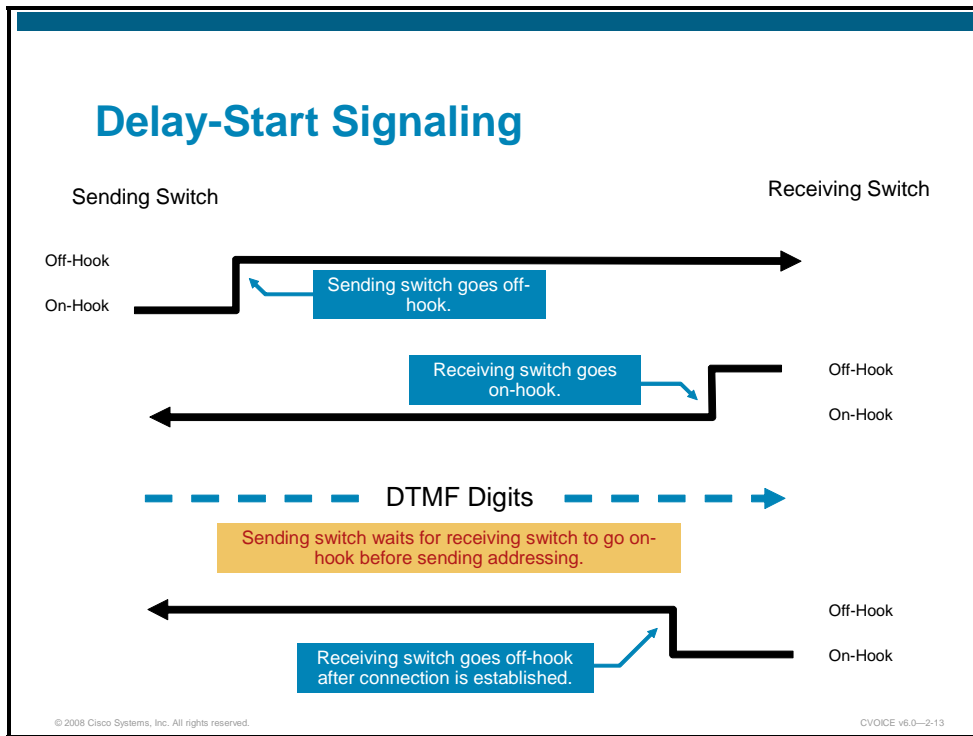 Delay-Start Signaling
Sending Switch
Receiving Switch
Off-Hook
On-Hook
Sending switch goes off-
hook.
Receiving switch goes
on-hook.
Off-Hook
On-Hook
DTMF Digits
Sending switch waits for receiving switch to go on-
hook before sending addressing.
Off-Hook
On-Hook
Receiving switch goes off-hook
after connection is established.
© 2008 Cisco Systems, Inc. All rights reserved.
CVOICE v6.0—2-13